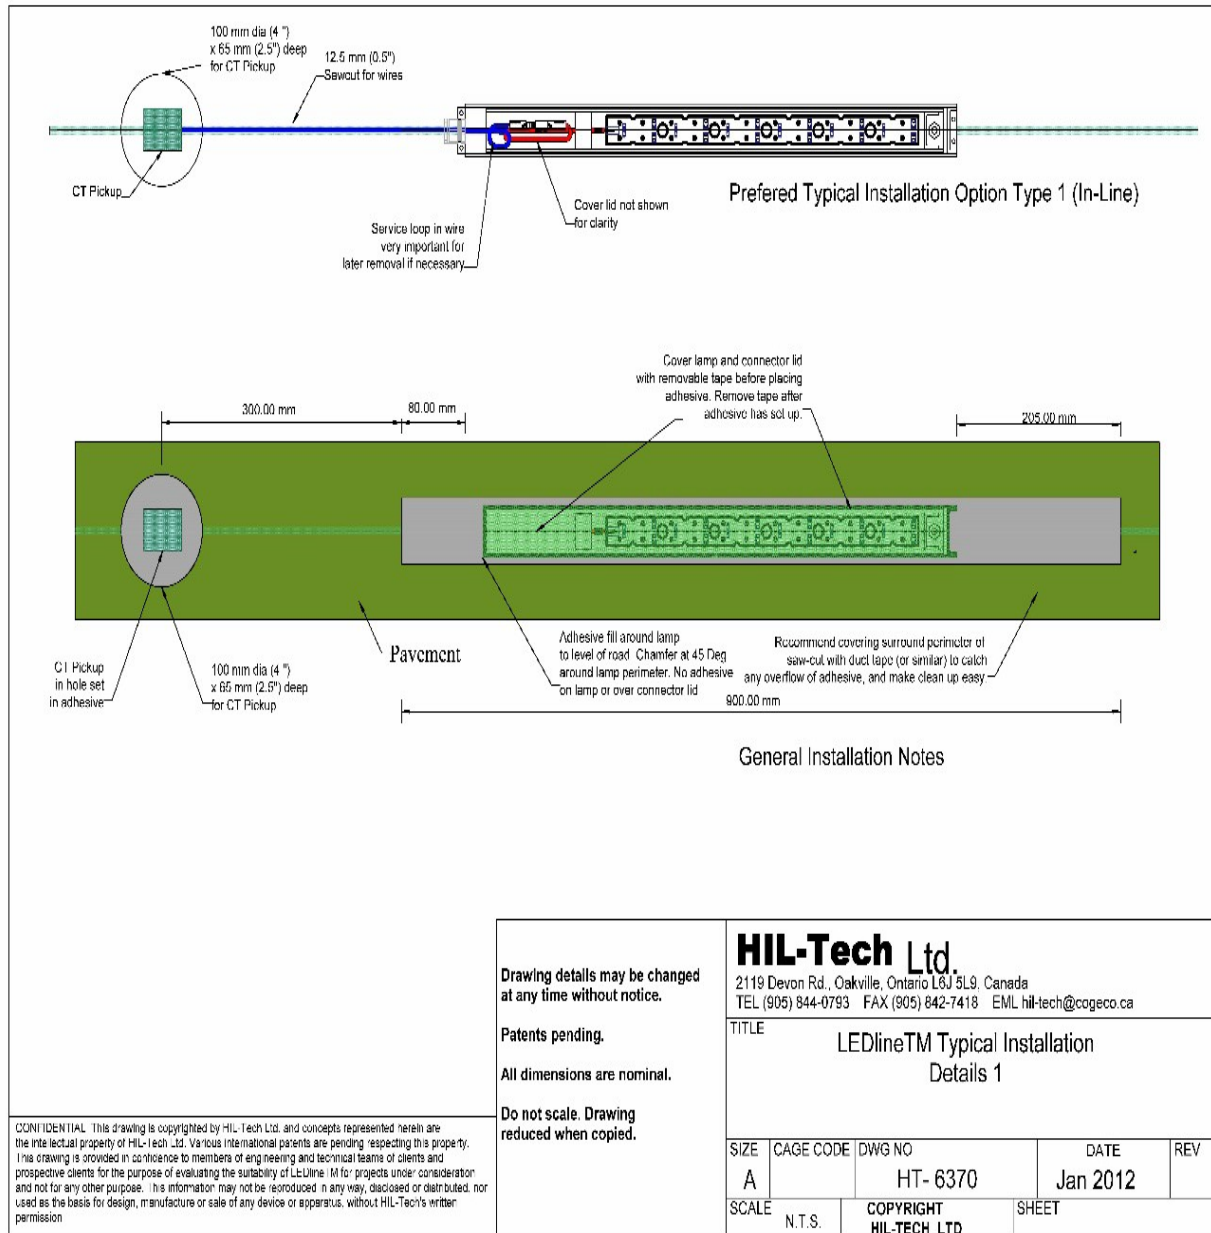 100 mm dia (4 ")
x 65 mm (2.5") deep
for CT Pickup
12.5 mm (0.5")
Sawcut for wires
CT Pickup
Service loop in wire
very important for
later removal if necessary
Cover lid not shown
for clarity
Prefered Typical Installation Option Type 1 (In-Line)
Cover lamp and connector lid
with removable tape before placing
adhesive. Remove tape after
adhesive has set up.
300.00 mm
80.00 mm
205.00 mm
CT Pickup
in hole set
in adhesive
100 mm dia (4 ")
x 65 mm (2.5") deep
for CT Pickup
Pavement
Adhesive fill around lamp
to level of road. Chamfer at 45 Deg
around lamp perimeter. No adhesive
on lamp or over connector lid
Recommend covering surround perimeter of
saw-cut with duct tape (or similar) to catch
any overflow of adhesive, and make clean up easy
900.00 mm
General Installation Notes
Drawing details may be changed
at any time without notice.
Patents pending.
All dimensions are nominal.
Do not scale. Drawing
reduced when copied.
HIL-Tech Ltd.
2119 Devon Rd., Oakville, Ontario L6J 5L9, Canada
TEL (905) 844-0793 FAX (905) 842-7418 EML hil-tech@cogeco.ca
TITLE
LEDlineTM Typical Installation
Details 1
CONFIDENTIAL This drawing is copyrighted by HIL-Tech Ltd. and concepts represented herein are
the intellectual property of HIL-Tech Ltd. Various international patents are pending respecting this property.
This drawing is provided in confidence to members of engineering and technical teams of clients and
prospective clients for the purpose of evaluating the suitability of LEDlineTM for projects under consideration
and not for any other purpose. This information may not be reproduced in any way, disclosed or distributed, nor
used as the basis for design, manufacture or sale of any device or apparatus, without HIL-Tech's written
permission
SIZE CAGE CODE DWG NO DATE REV
A HT- 6370 Jan 2012
SCALE N.T.S. COPYRIGHT SHEET
HIL-TECH LTD